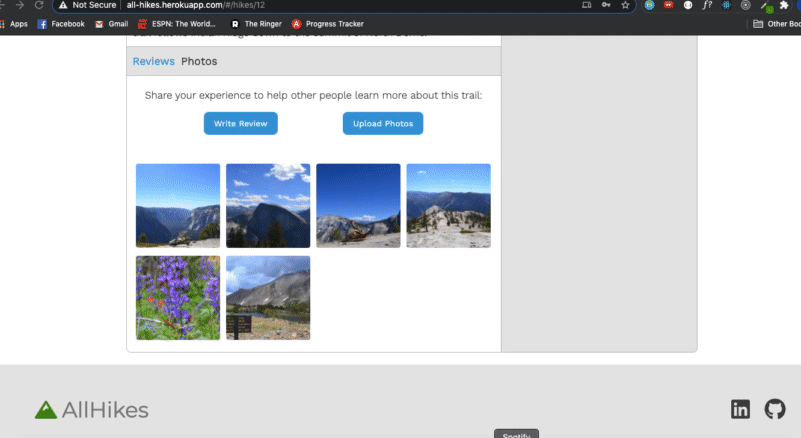 Not Secure | all-hikes.herokuapp.com/#/hikes/12
Apps Facebook Gmail ESPN: The World... The Ringer Progress Tracker Other Boo
Reviews Photos
Share your experience to help other people learn more about this trail:
Write Review Upload Photos
AllHikes
Spotify